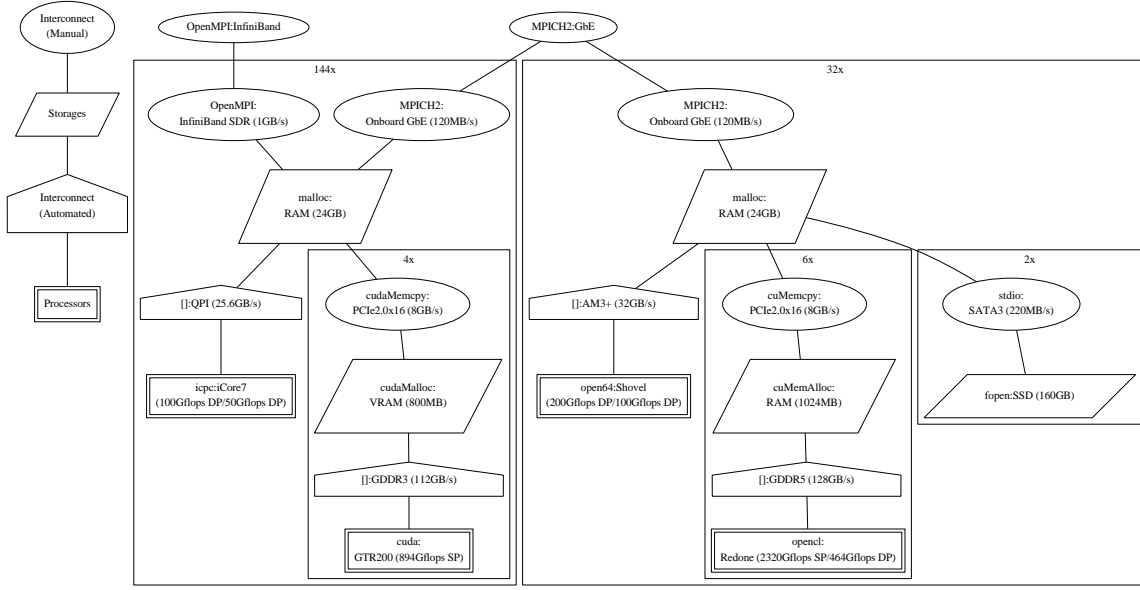 Interconnect
(Manual)
Storages
Interconnect
(Automated)
Processors
OpenMPI:InfiniBand
MPICH2:GbE
144x
OpenMPI:
InfiniBand SDR (1GB/s)
MPICH2:
Onboard GbE (120MB/s)
malloc:
RAM (24GB)
[]:QPI (25.6GB/s)
icpc:iCore7
(100Gflops DP/50Gflops DP)
4x
cudaMemcpy:
PCIe2.0x16 (8GB/s)
cudaMalloc:
VRAM (800MB)
[]:GDDR3 (112GB/s)
cuda:
GTR200 (894Gflops SP)
32x
MPICH2:
Onboard GbE (120MB/s)
malloc:
RAM (24GB)
[]:AM3+ (32GB/s)
open64:Shovel
(200Gflops DP/100Gflops DP)
6x
cuMemcpy:
PCIe2.0x16 (8GB/s)
cuMemAlloc:
RAM (1024MB)
[]:GDDR5 (128GB/s)
opencl:
Redone (2320Gflops SP/464Gflops DP)
2x
stdio:
SATA3 (220MB/s)
fopen:SSD (160GB)